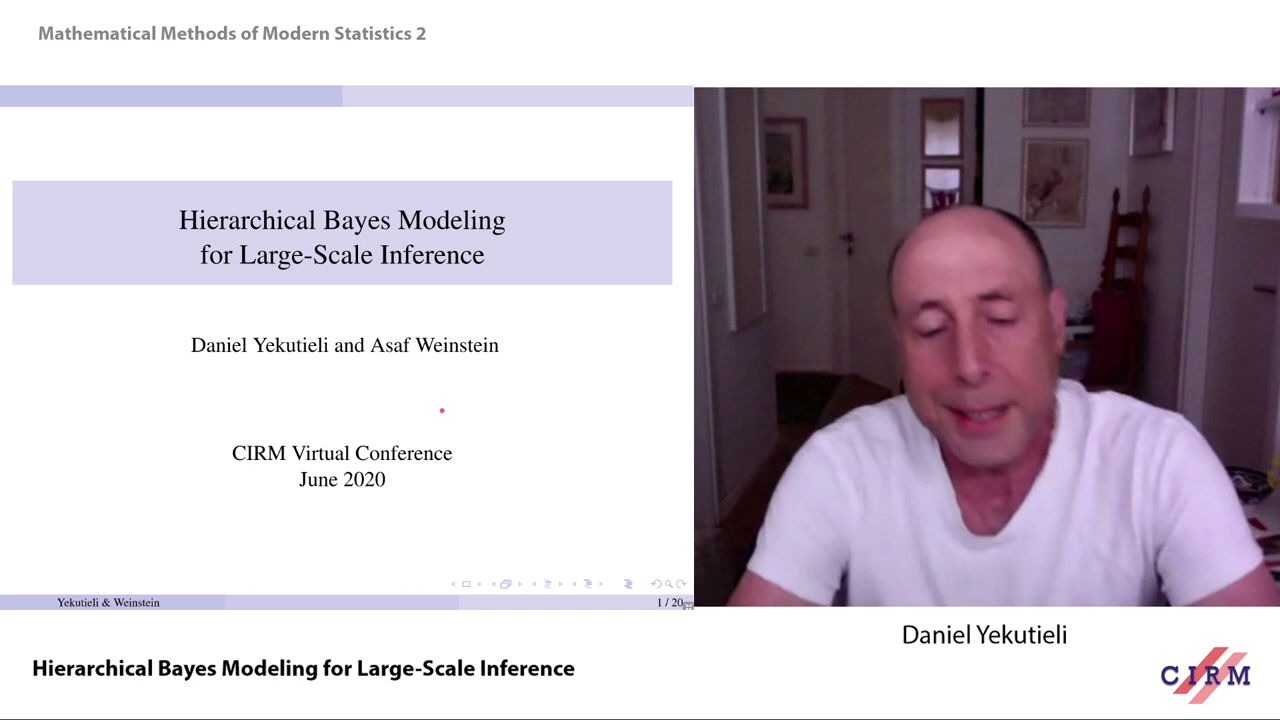 Mathematical Methods of Modern Statistics 2
Hierarchical Bayes Modeling
for Large-Scale Inference
Daniel Yekutieli and Asaf Weinstein
CIRM Virtual Conference
June 2020
Yekutieli & Weinstein
1 / 20
Daniel Yekutieli
Hierarchical Bayes Modeling for Large-Scale Inference
CIRM